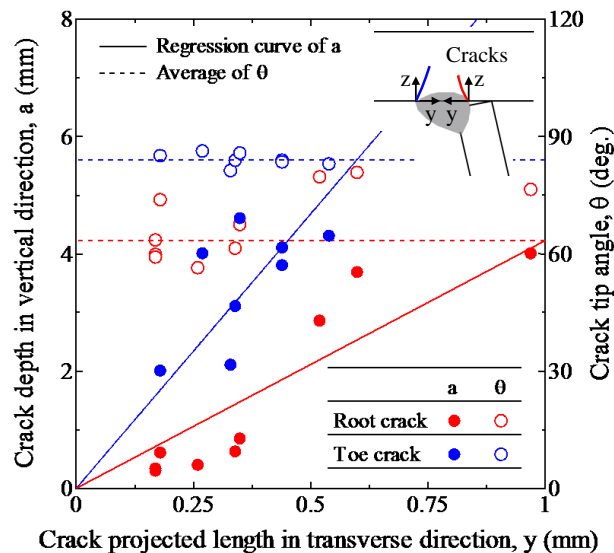 8
120
Regression curve of a
Average of θ
Cracks
z
z
y
y
6
90
4
60
2
30
0
0
Crack depth in vertical direction, a (mm)
Crack tip angle, θ (deg.)
a θ
Root crack
Toe crack
0 0.25 0.5 0.75 1
Crack projected length in transverse direction, y (mm)